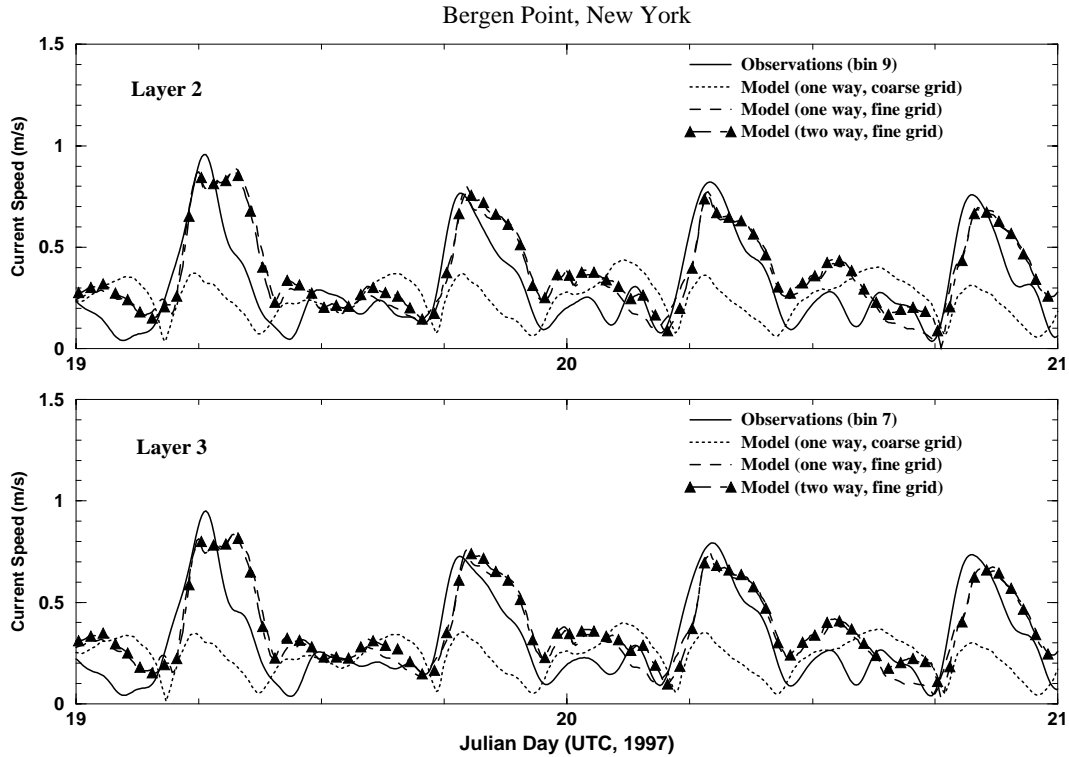 Bergen Point, New York
1.5
1
0.5
0
Current Speed (m/s)
Layer 2
Observations (bin 9)
Model (one way, coarse grid)
Model (one way, fine grid)
Model (two way, fine grid)
19
20
21
1.5
1
0.5
0
Current Speed (m/s)
Layer 3
Observations (bin 7)
Model (one way, coarse grid)
Model (one way, fine grid)
Model (two way, fine grid)
19
20
21
Julian Day (UTC, 1997)